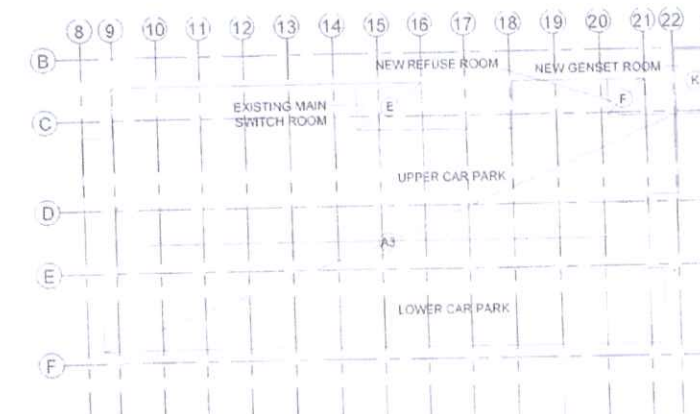 8 9 10 11 12 13 14 15 16 17 18 19 20 21 22
B
NEW REFUSE ROOM
NEW GENSET ROOM
K
F
EXISTING MAIN
SWITCH ROOM
E
C
UPPER CAR PARK
D
A3
E
LOWER CAR PARK
F